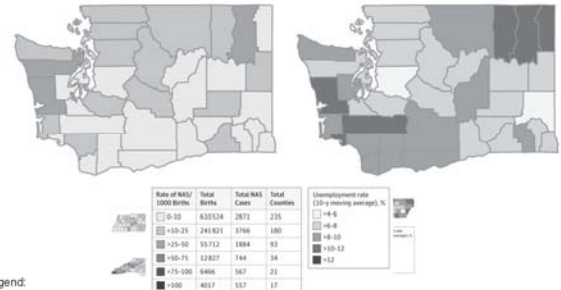 Rate of NAS/ 1000 Births Total Births Total NAS Cases Total Counties
0-10 610524 2871 235
>10-25 241821 3766 180
>25-50 55712 1884 93
>50-75 12827 744 34
>75-100 6466 567 21
>100 4017 557 17
Unemployment rate
(10-y moving average), %
>4-6
>6-8
>8-10
>10-12
>12
gend: